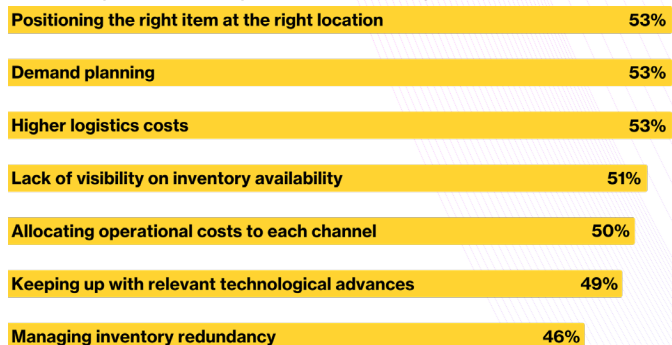 Positioning the right item at the right location 53%
Demand planning 53%
Higher logistics costs 53%
Lack of visibility on inventory availability 51%
Allocating operational costs to each channel 50%
Keeping up with relevant technological advances 49%
Managing inventory redundancy 46%